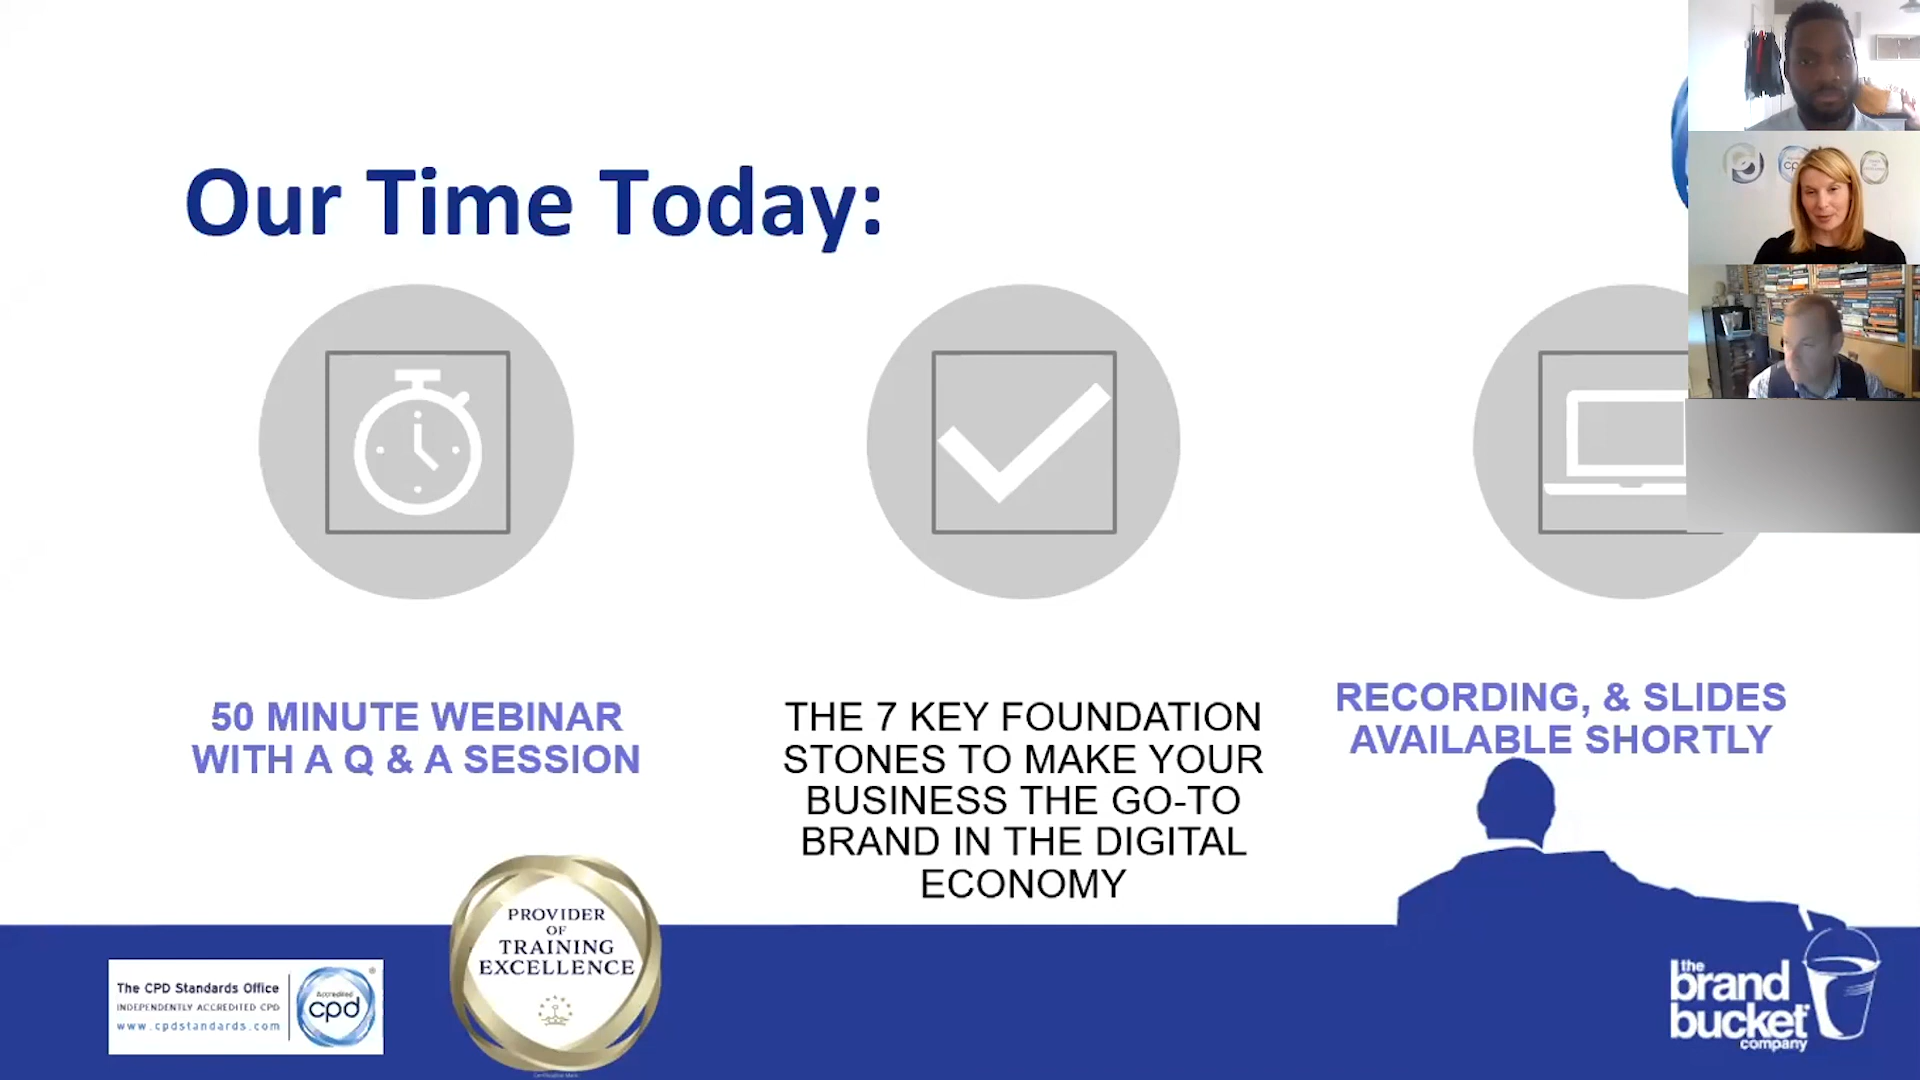 Our Time Today:
50 MINUTE WEBINAR
WITH A Q & A SESSION
THE 7 KEY FOUNDATION
STONES TO MAKE YOUR
BUSINESS THE GO-TO
BRAND IN THE DIGITAL
ECONOMY
RECORDING, & SLIDES
AVAILABLE SHORTLY
The CPD Standards Office
INDEPENDENTLY ACCREDITED CPD
www.cpdstandards.com
Accredited
cpd
®
PROVIDER
OF
TRAINING
EXCELLENCE
the
brand
bucket
company